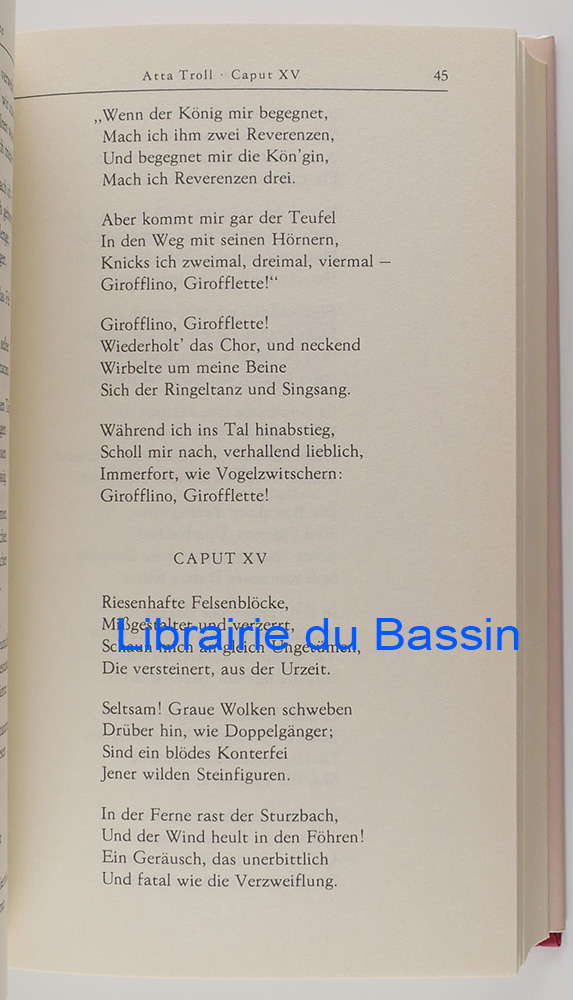 Atta Troll · Caput XV 45
„Wenn der König mir begegnet,
Mach ich ihm zwei Reverenzen,
Und begegnet mir die Kön'gin,
Mach ich Reverenzen drei.
Aber kommt mir gar der Teufel
In den Weg mit seinen Hörnern,
Knicks ich zweimal, dreimal, viermal –
Girofflino, Girofflette!“
Girofflino, Girofflette!
Wiederholt' das Chor, und neckend
Wirbelte um meine Beine
Sich der Ringeltanz und Singsang.
Während ich ins Tal hinabstieg,
Scholl mir nach, verhallend lieblich,
Immerfort, wie Vogelzwitschern:
Girofflino, Girofflette!
CAPUT XV
Riesenhafte Felsenblöcke,
Mißgestaltet und verzerrt,
Schaun mich an gleich Ungetümen,
Die versteinert, aus der Urzeit.
Librairie du Bassin
Seltsam! Graue Wolken schweben
Drüber hin, wie Doppelgänger;
Sind ein blödes Konterfei
Jener wilden Steinfiguren.
In der Ferne rast der Sturzbach,
Und der Wind heult in den Föhren!
Ein Geräusch, das unerbittlich
Und fatal wie die Verzweiflung.